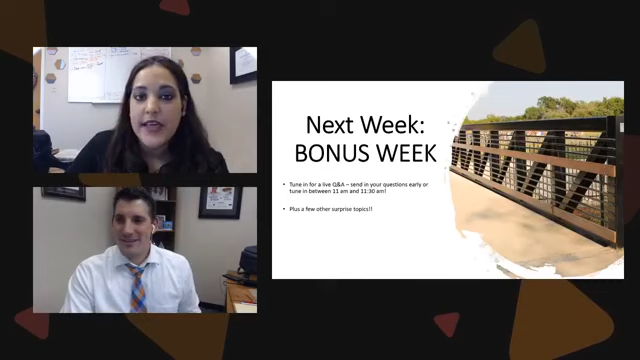 Next Week:
BONUS WEEK
• Tune in for a live Q&A – send in your questions early or
tune in between 11 am and 11:30 am!
• Plus a few other surprise topics!!